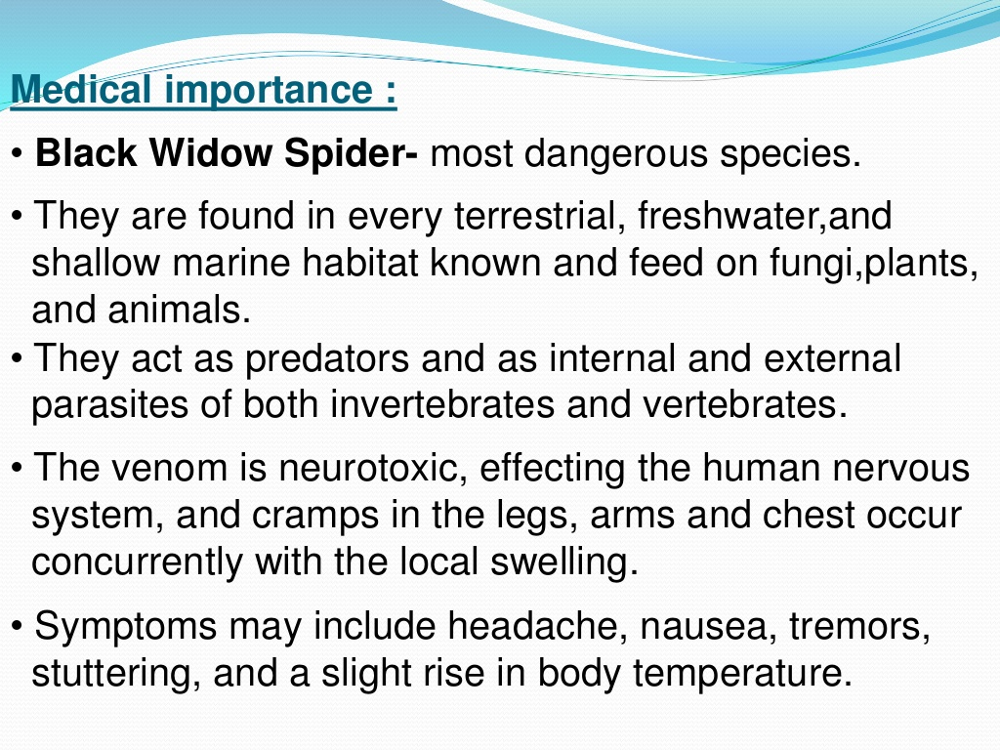 Medical importance :
• Black Widow Spider- most dangerous species.
• They are found in every terrestrial, freshwater,and
shallow marine habitat known and feed on fungi,plants,
and animals.
• They act as predators and as internal and external
parasites of both invertebrates and vertebrates.
• The venom is neurotoxic, effecting the human nervous
system, and cramps in the legs, arms and chest occur
concurrently with the local swelling.
• Symptoms may include headache, nausea, tremors,
stuttering, and a slight rise in body temperature.